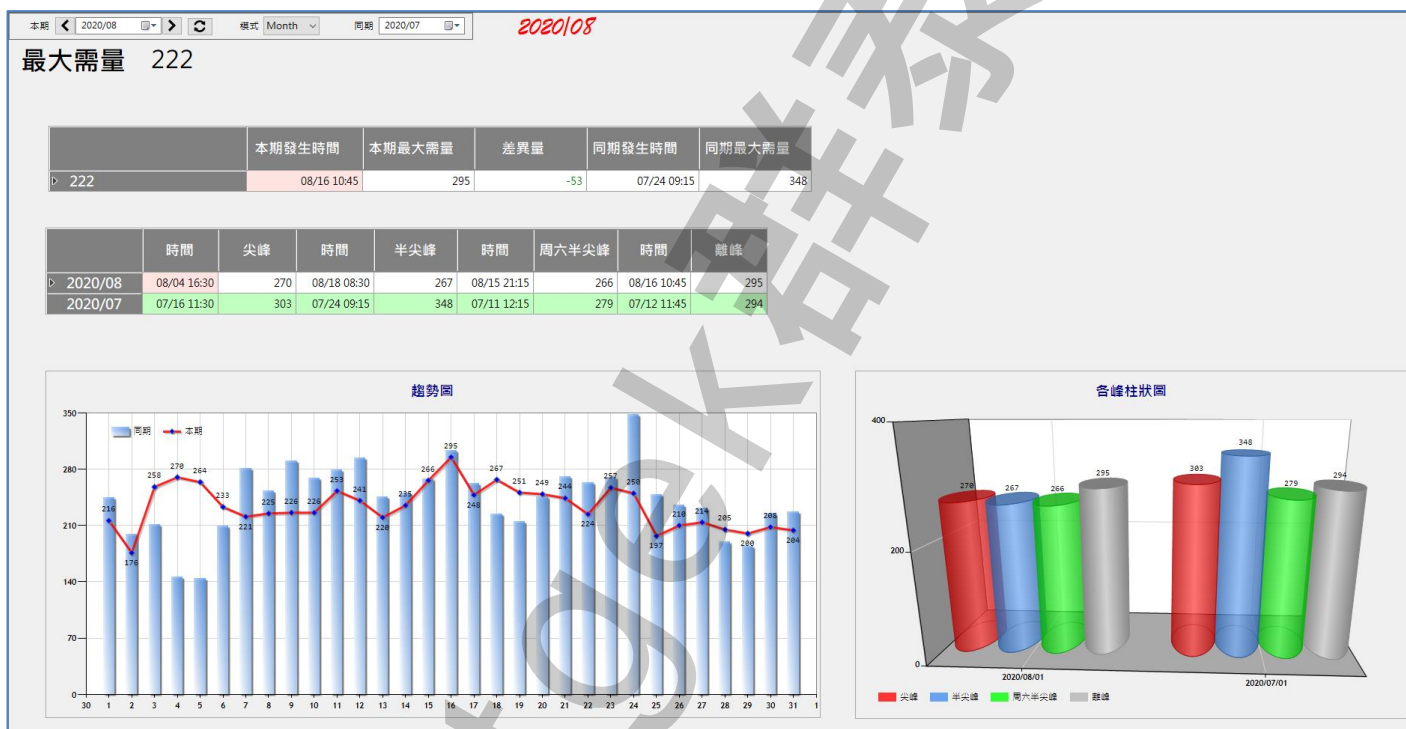 本期 2020/08 模式 Month 同期 2020/07 2020/08
最大需量 222
本期發生時間 本期最大需量 差異量 同期發生時間 同期最大需量
222 08/16 10:45 295 -53 07/24 09:15 348
時間 尖峰 時間 半尖峰 時間 周六半尖峰 時間 離峰
2020/08 08/04 16:30 270 08/18 08:30 267 08/15 21:15 266 08/16 10:45 295
2020/07 07/16 11:30 303 07/24 09:15 348 07/11 12:15 279 07/12 11:45 294
趨勢圖
350
同期 本期
280
210
140
70
0
216 176 258 270 264 233 221 225 226 226 253 241 220 235 266 295 248 267 251 249 244 224 257 250 197 210 214 205 200 208 204
30 1 2 3 4 5 6 7 8 9 10 11 12 13 14 15 16 17 18 19 20 21 22 23 24 25 26 27 28 29 30 31 1
各峰柱狀圖
400
200
0
270 267 266 295 303 348 279 294
2020/08/01 2020/07/01
尖峰 半尖峰 周六半尖峰 離峰